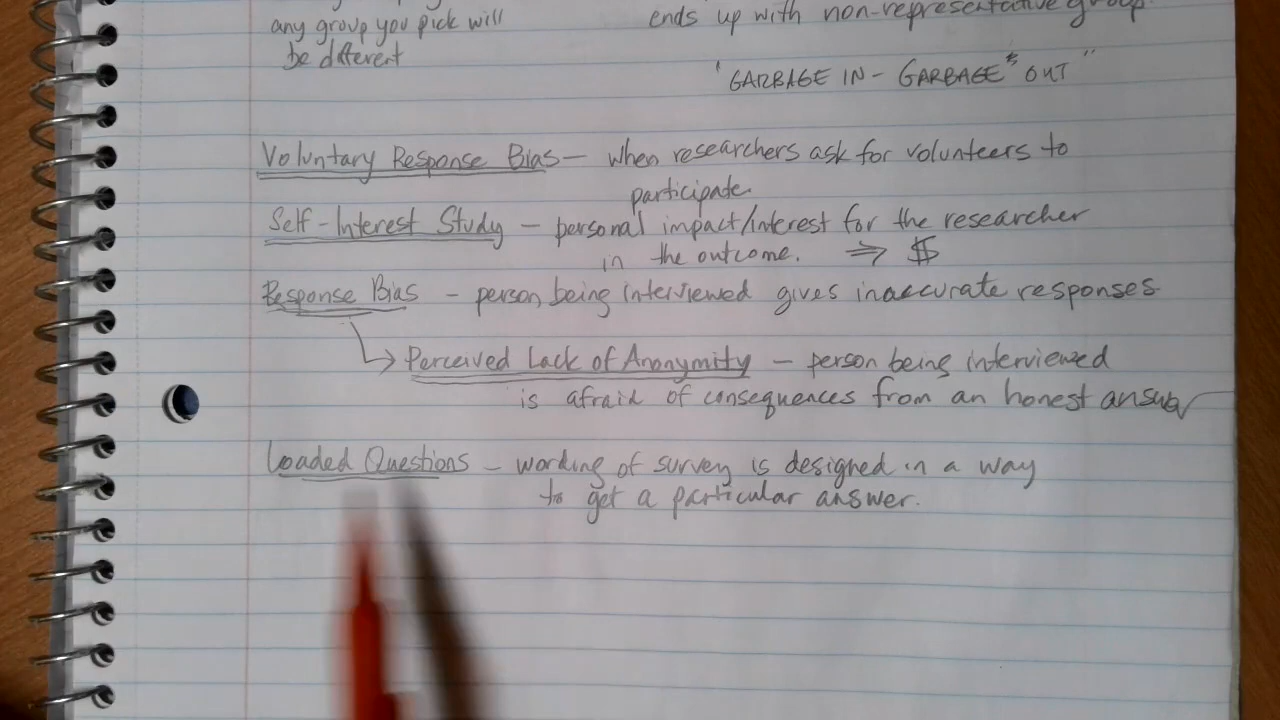 any group you pick will
be different
ends up with non-representative group.
"GARBAGE IN - GARBAGE* OUT"
Voluntary Response Bias - when researchers ask for volunteers to
participate.
Self-Interest Study - personal impact/interest for the researcher
in the outcome. ⇒ $
Response Bias - person being interviewed gives inaccurate responses
↳ Perceived Lack of Anonymity - person being interviewed
is afraid of consequences from an honest answer
Loaded Questions - wording of survey is designed in a way
to get a particular answer.